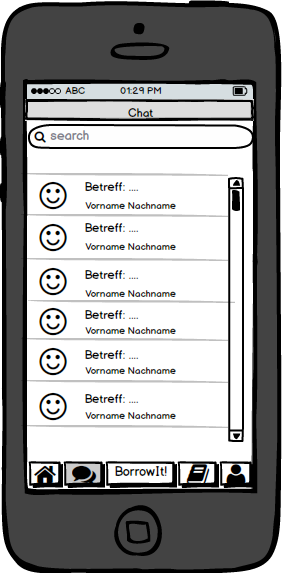 ABC 01:29 PM
Chat
search
Betreff: ....
Vorname Nachname
Betreff: ....
Vorname Nachname
Betreff: ....
Vorname Nachname
Betreff: ....
Vorname Nachname
Betreff: ....
Vorname Nachname
Betreff: ....
Vorname Nachname
BorrowIt!